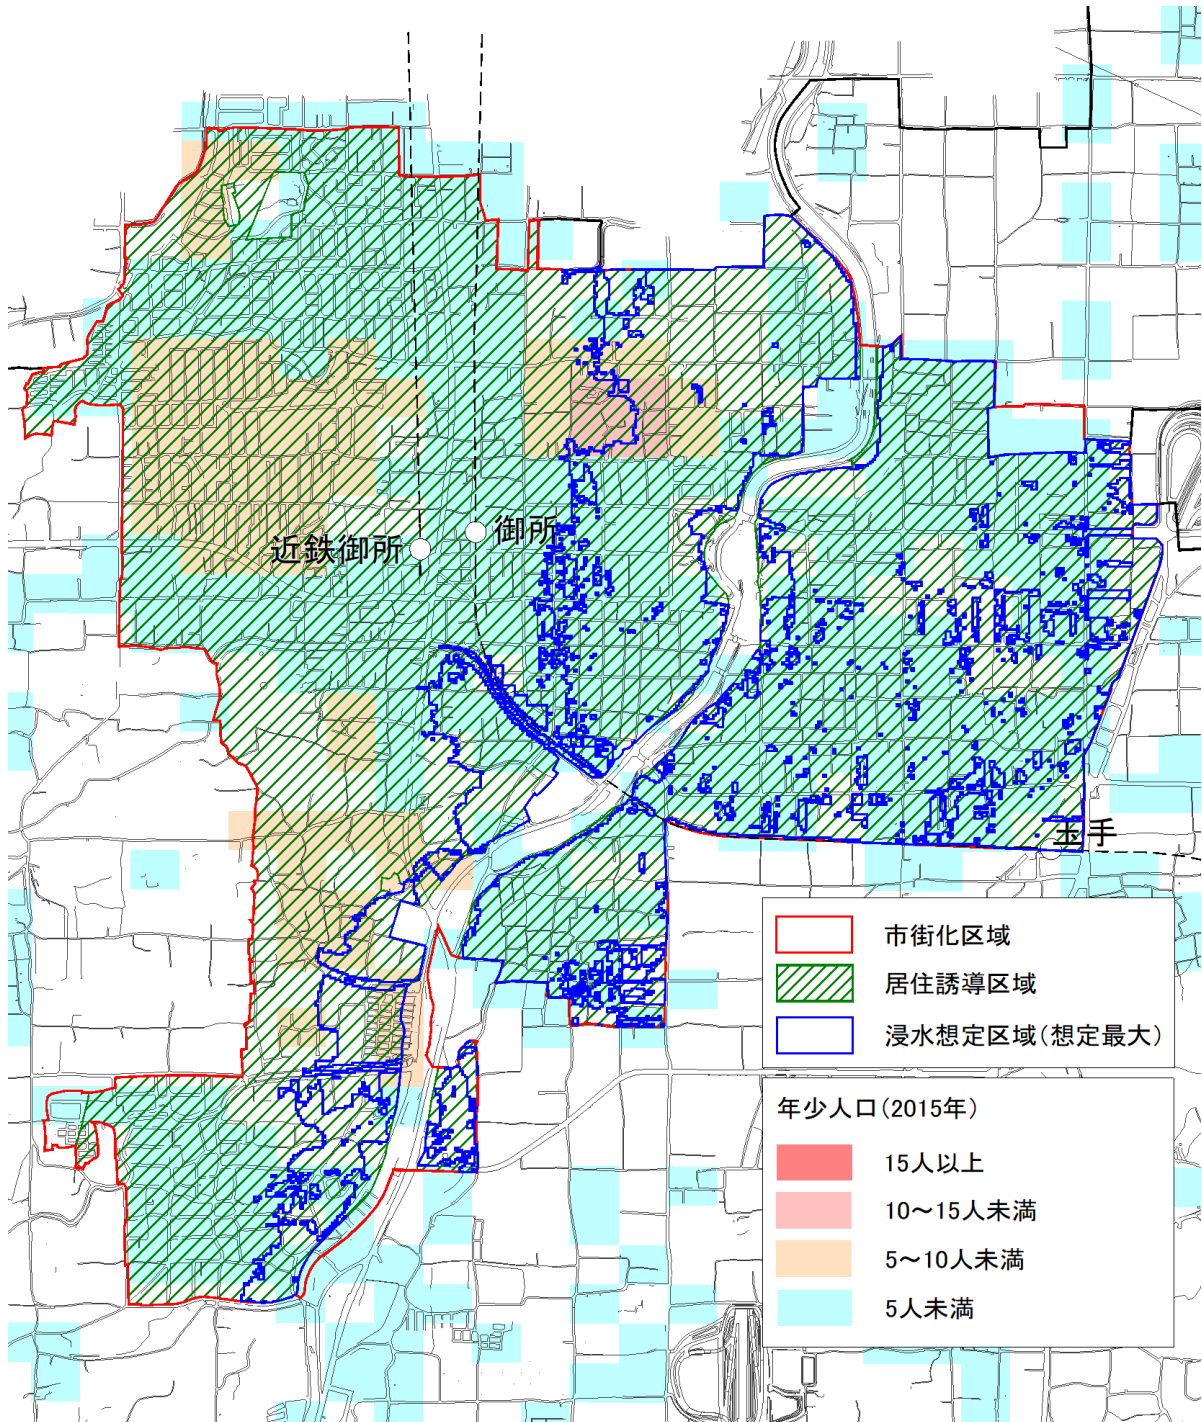 御所
近鉄御所
玉手
市街化区域
居住誘導区域
浸水想定区域(想定最大)
年少人口(2015年)
15人以上
10～15人未満
5～10人未満
5人未満